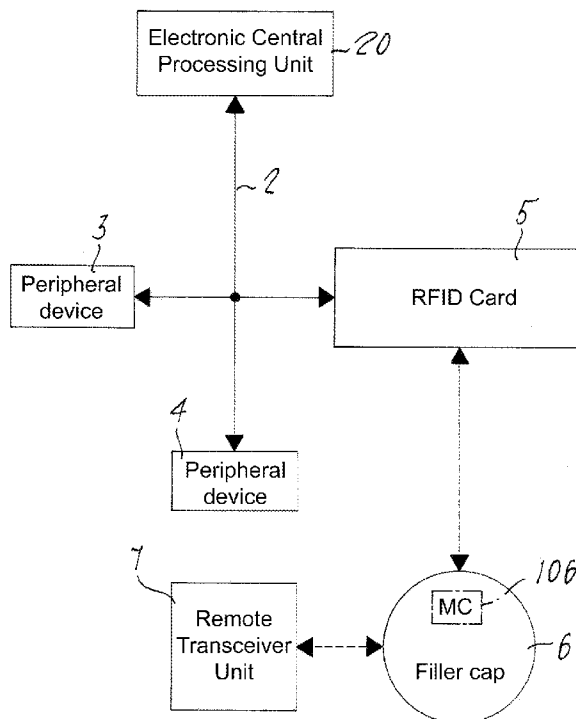 Electronic Central
Processing Unit
20
2
3
Peripheral
device
5
RFID Card
4
Peripheral
device
7
Remote
Transceiver
Unit
106
MC
6
Filler cap